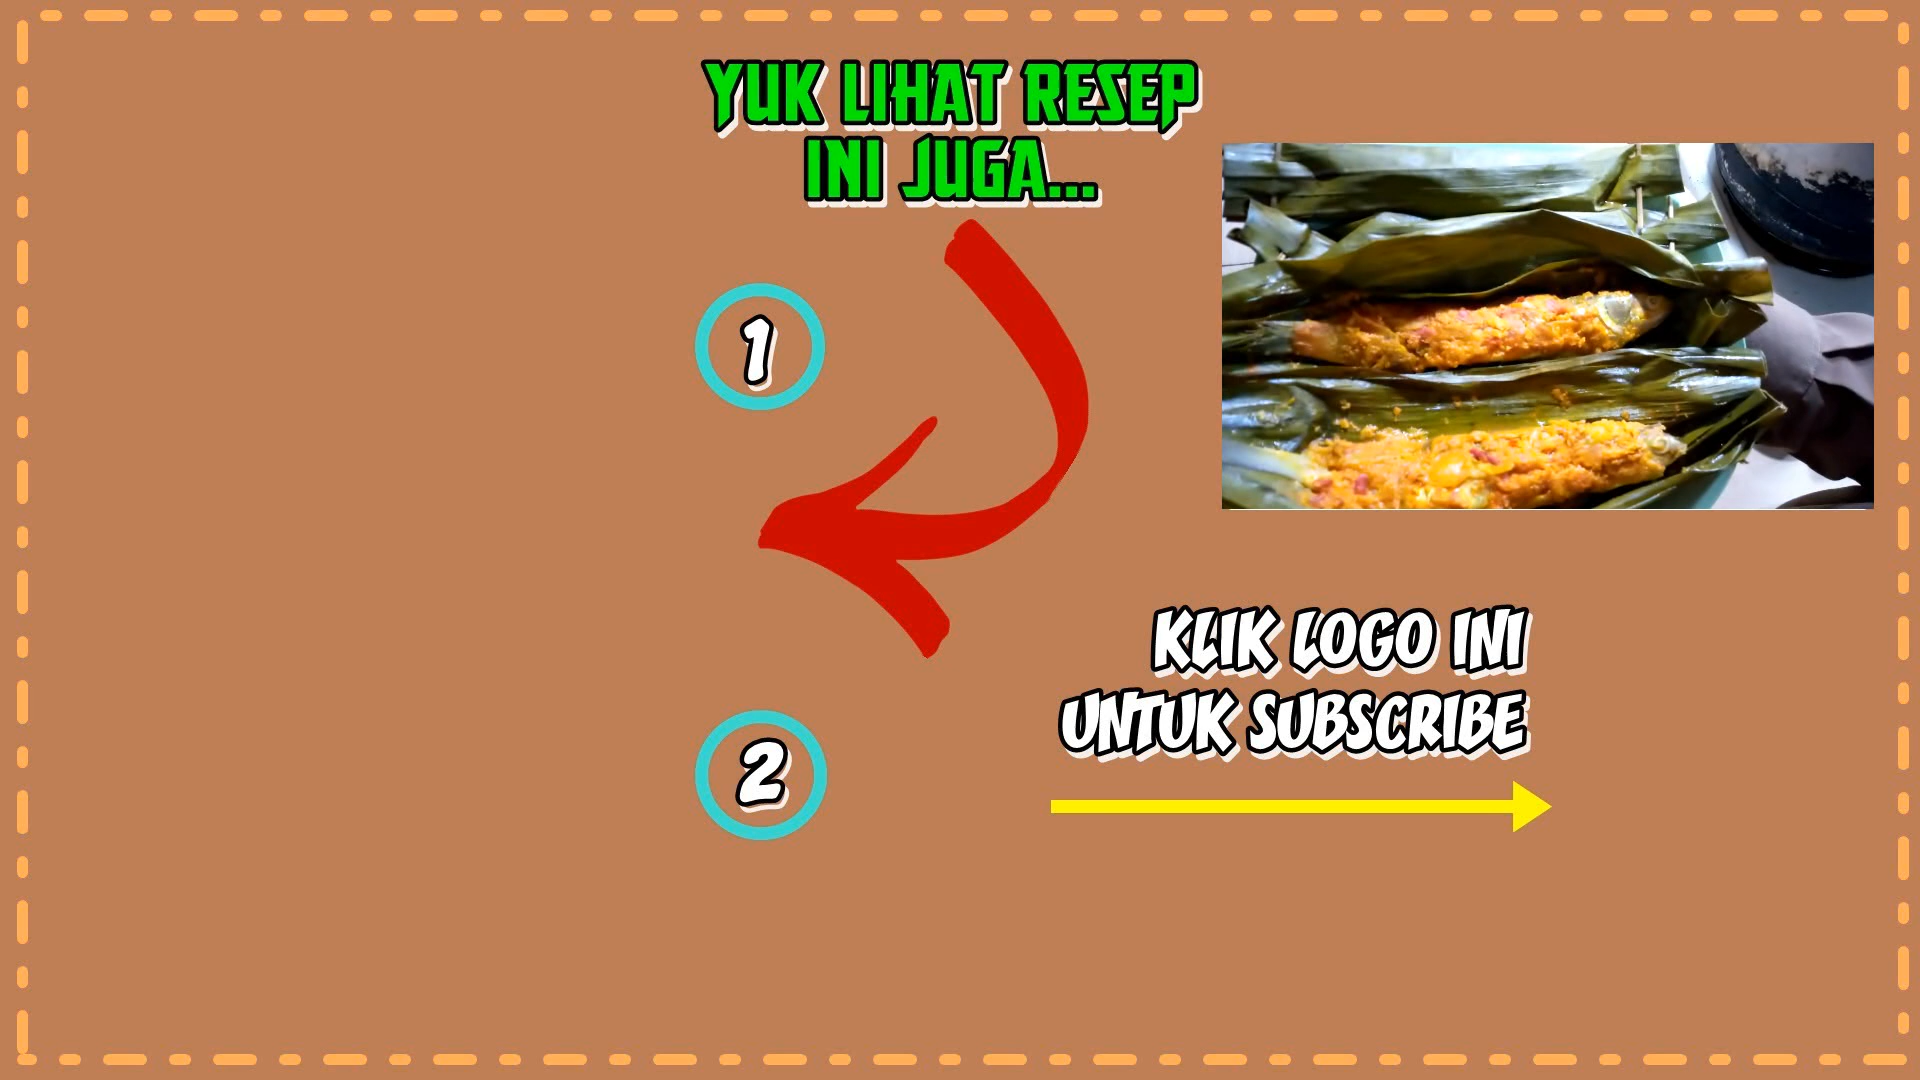 YUK LIHAT RESEP
INI JUGA...
1
2
KLIK LOGO INI
UNTUK SUBSCRIBE